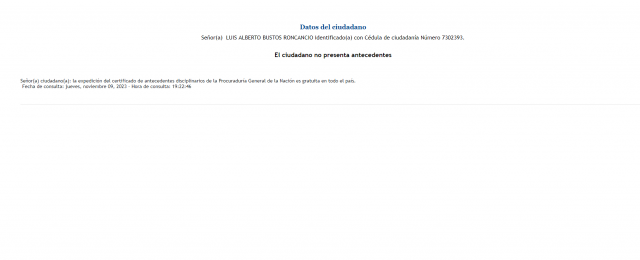 Datos del ciudadano
Señor(a) LUIS ALBERTO BUSTOS RONCANCIO Identificado(a) con Cédula de ciudadanía Número 7302393.
El ciudadano no presenta antecedentes
Señor(a) ciudadano(a): la expedición del certificado de antecedentes disciplinarios de la Procuraduría General de la Nación es gratuita en todo el país.
Fecha de consulta: jueves, noviembre 09, 2023 - Hora de consulta: 19:22:46